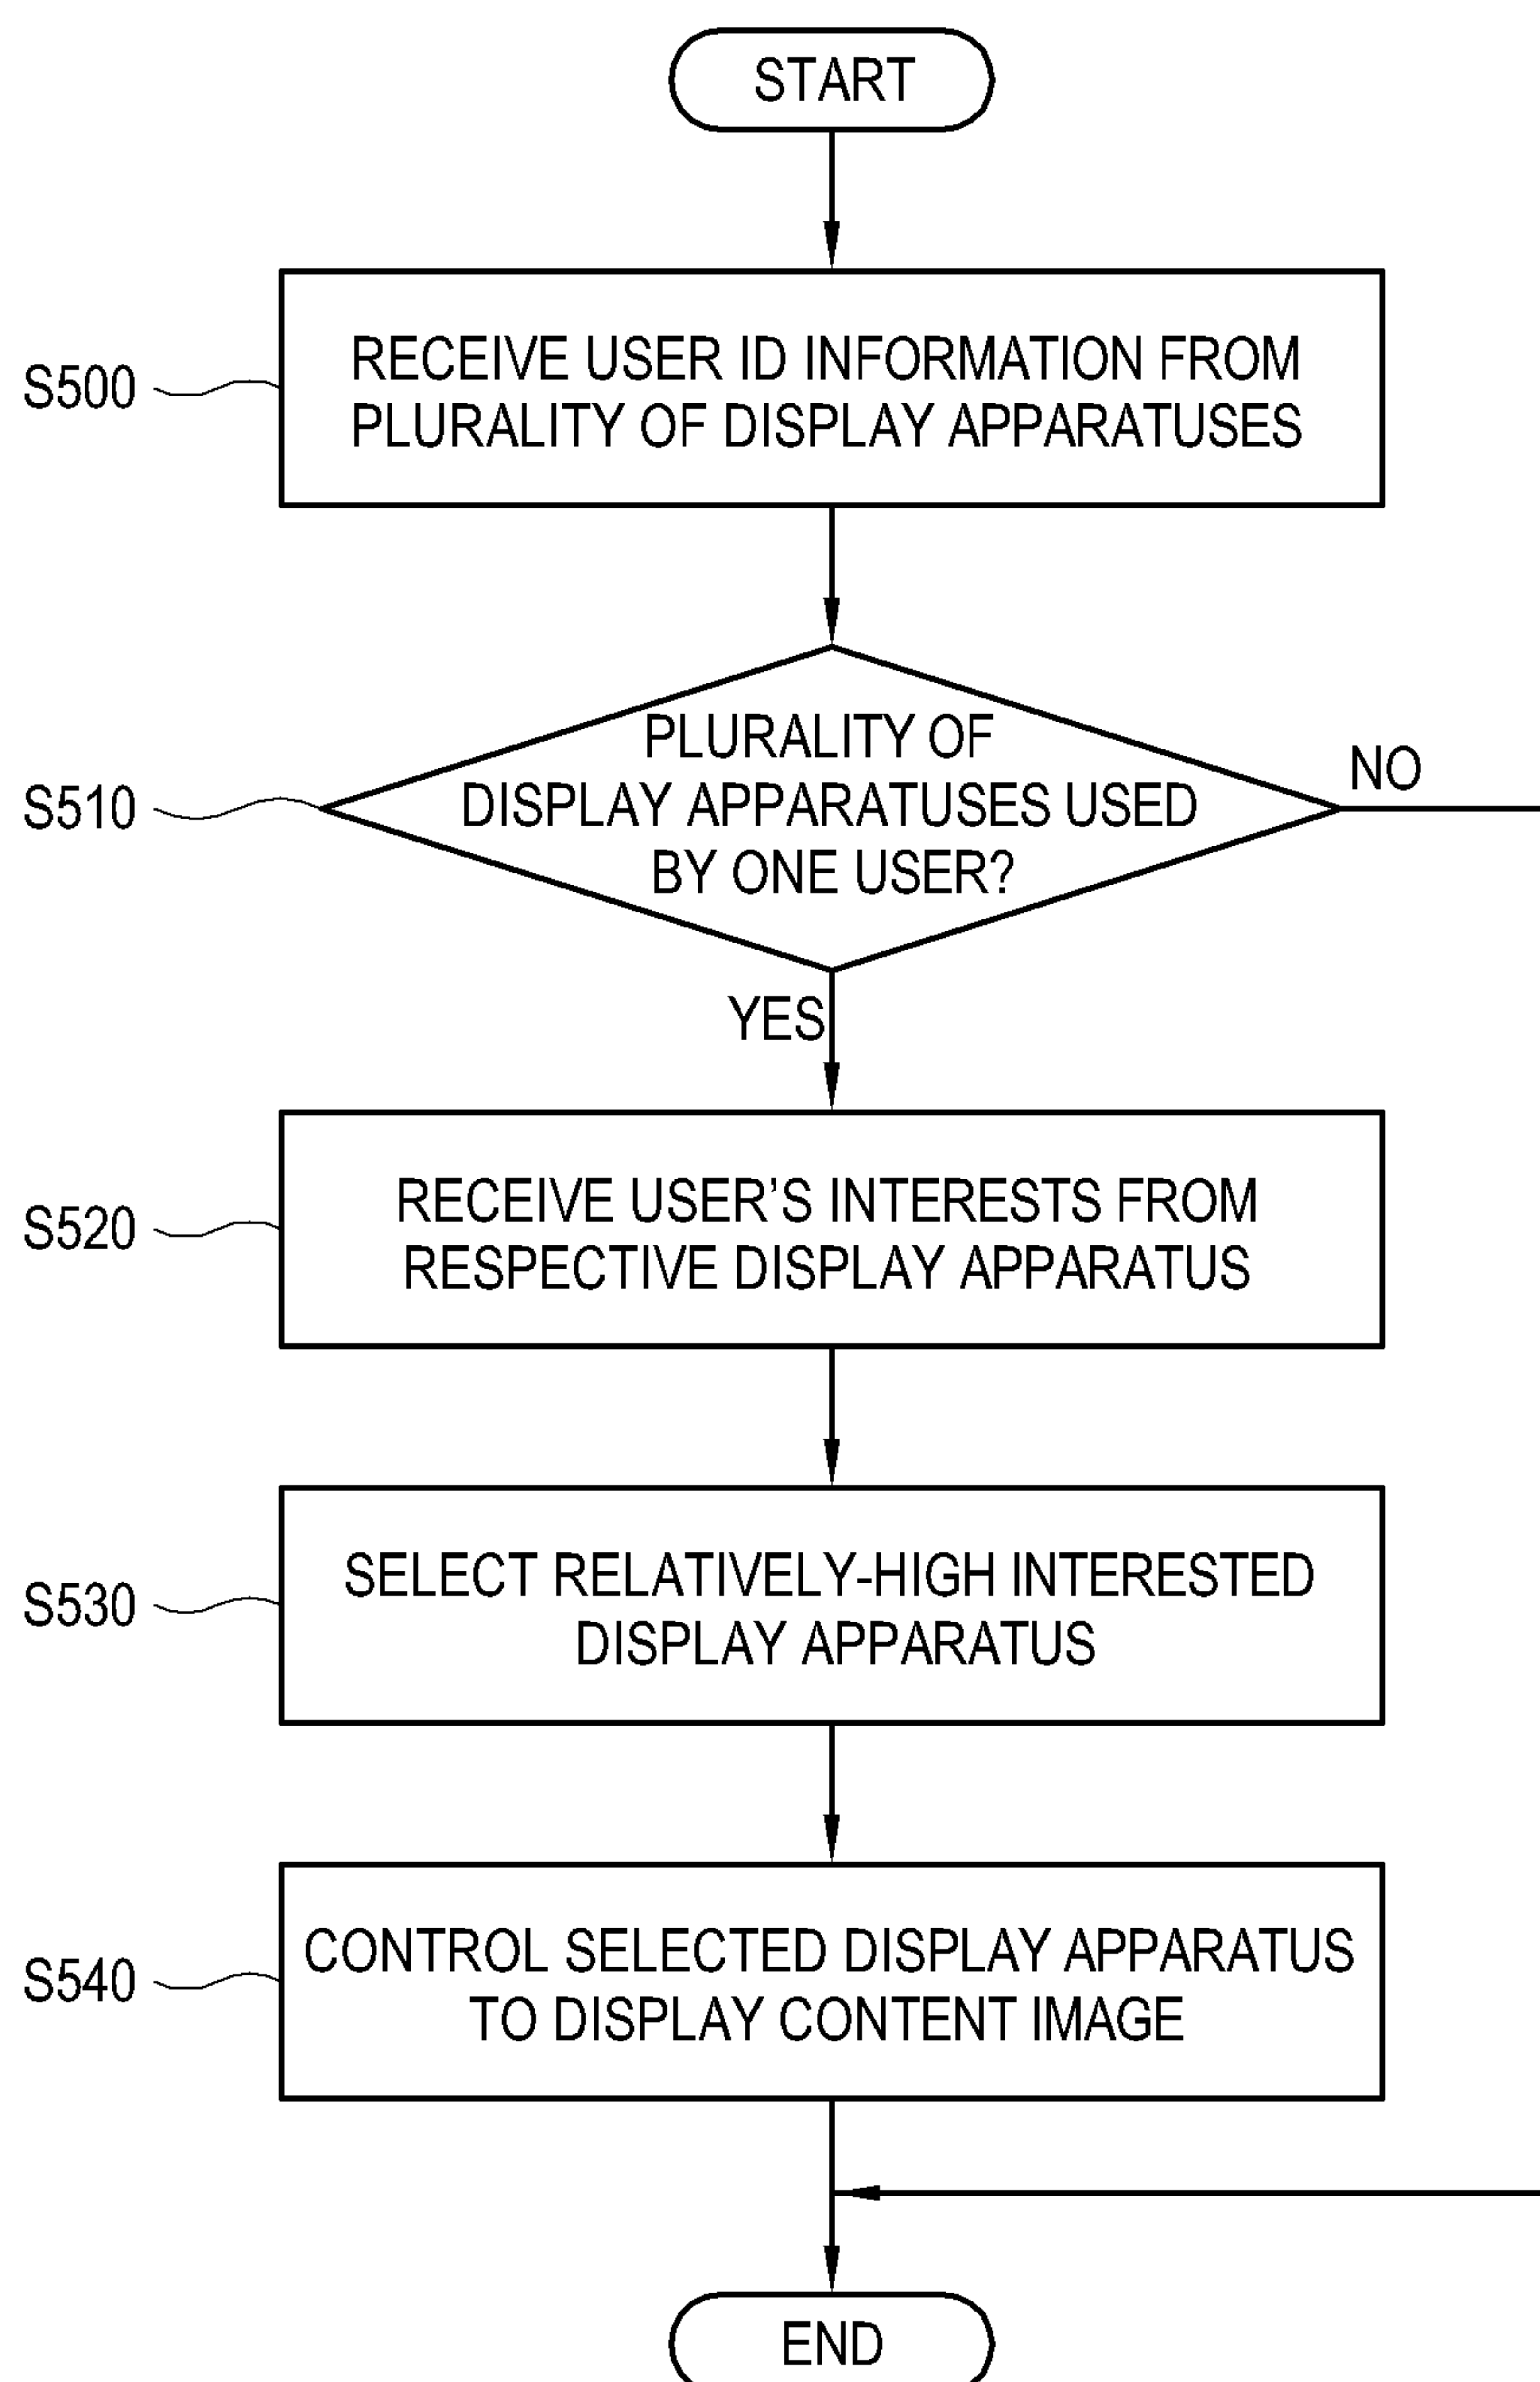 START
S500
RECEIVE USER ID INFORMATION FROM
PLURALITY OF DISPLAY APPARATUSES
S510
PLURALITY OF
DISPLAY APPARATUSES USED
BY ONE USER?
NO
YES
S520
RECEIVE USER'S INTERESTS FROM
RESPECTIVE DISPLAY APPARATUS
S530
SELECT RELATIVELY-HIGH INTERESTED
DISPLAY APPARATUS
S540
CONTROL SELECTED DISPLAY APPARATUS
TO DISPLAY CONTENT IMAGE
END